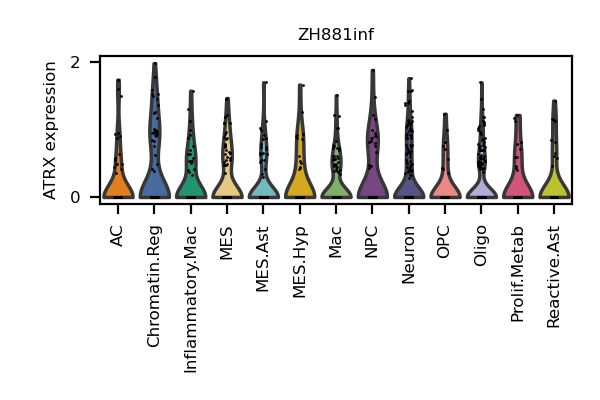 ZH881inf
ATRX expression
2
0
AC
Chromatin.Reg
Inflammatory.Mac
MES
MES.Ast
MES.Hyp
Mac
NPC
Neuron
OPC
Oligo
Prolif.Metab
Reactive.Ast